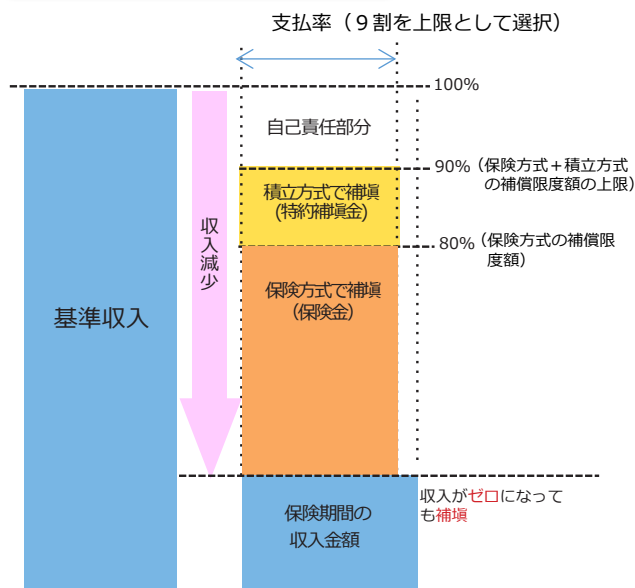 支払率（９割を上限として選択）
100%
自己責任部分
90%
（保険方式＋積立方式
の補償限度額の上限）
積立方式で補塡
(特約補塡金)
80%
（保険方式の補償限
度額）
収入減少
保険方式で補塡
(保険金)
基準収入
収入がゼロになって
も補塡
保険期間の
収入金額